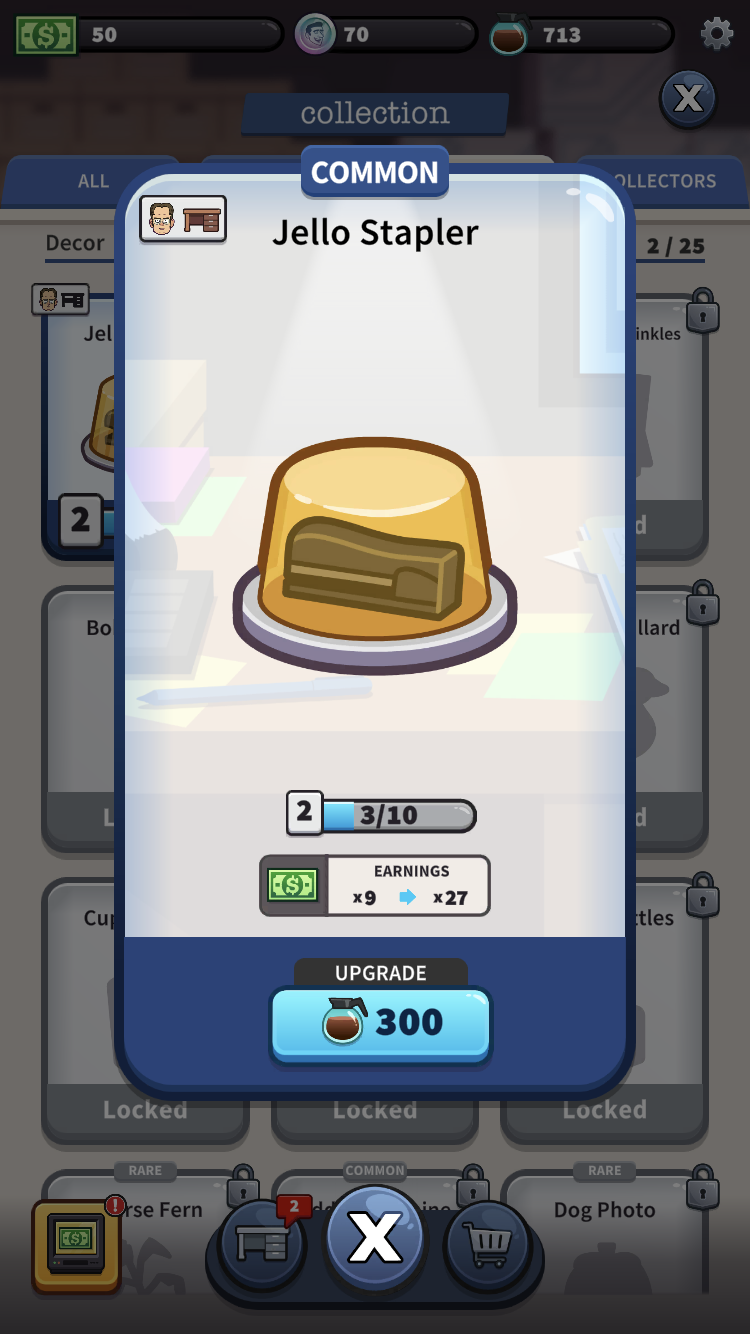 50
70
713
collection
ALL
COMMON
OLLECTORS
Jello Stapler
Decor
2 / 25
Jel
inkles
2
d
Bo
llard
L
d
2
3/10
EARNINGS
x9
x27
Cup
ttles
UPGRADE
300
Locked
Locked
Locked
RARE
COMMON
RARE
rse Fern
ine
Dog Photo
2